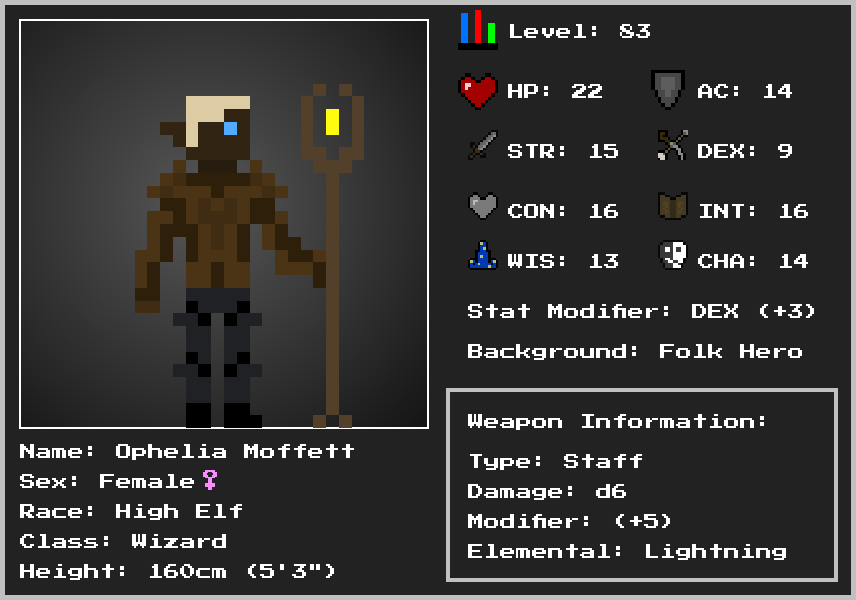 Level: 83
HP: 22
AC: 14
STR: 15
DEX: 9
CON: 16
INT: 16
WIS: 13
CHA: 14
Stat Modifier: DEX (+3)
Background: Folk Hero
Weapon Information:
Type: Staff
Damage: d6
Modifier: (+5)
Elemental: Lightning
Name: Ophelia Moffett
Sex: Female♀
Race: High Elf
Class: Wizard
Height: 160cm (5'3")